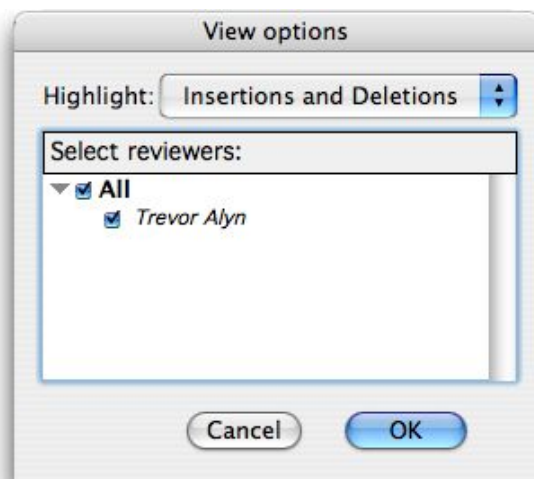 View options
Highlight: Insertions and Deletions
Select reviewers:
All
Trevor Alyn
Cancel OK